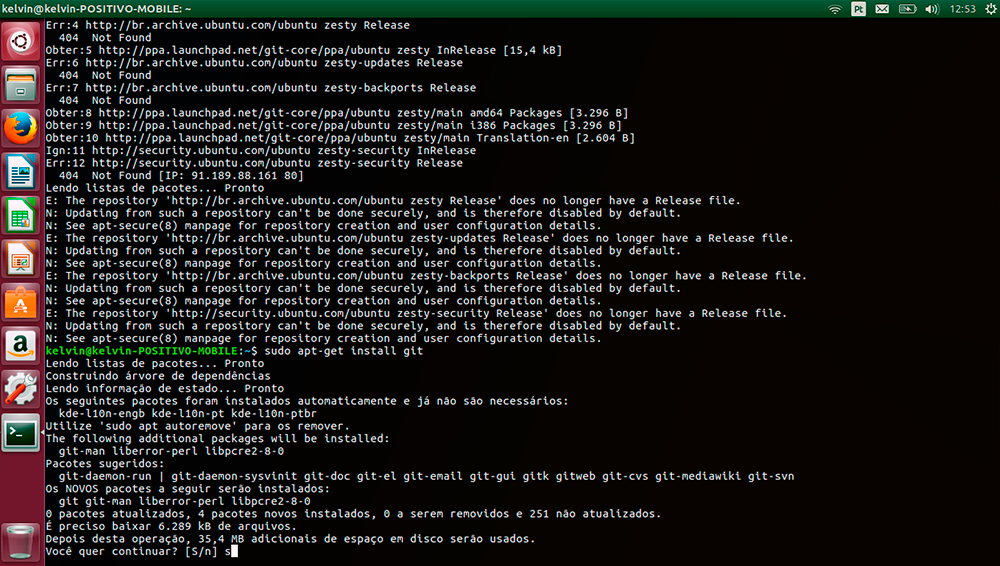 kelvin@kelvin-POSITIVO-MOBILE: ~
Pt
12:53
Err:4 http://br.archive.ubuntu.com/ubuntu zesty Release
404 Not Found
Obter:5 http://ppa.launchpad.net/git-core/ppa/ubuntu zesty InRelease [15,4 kB]
Err:6 http://br.archive.ubuntu.com/ubuntu zesty-updates Release
404 Not Found
Err:7 http://br.archive.ubuntu.com/ubuntu zesty-backports Release
404 Not Found
Obter:8 http://ppa.launchpad.net/git-core/ppa/ubuntu zesty/main amd64 Packages [3.296 B]
Obter:9 http://ppa.launchpad.net/git-core/ppa/ubuntu zesty/main i386 Packages [3.296 B]
Obter:10 http://ppa.launchpad.net/git-core/ppa/ubuntu zesty/main Translation-en [2.604 B]
Ign:11 http://security.ubuntu.com/ubuntu zesty-security InRelease
Err:12 http://security.ubuntu.com/ubuntu zesty-security Release
404 Not Found [IP: 91.189.88.161 80]
Lendo listas de pacotes... Pronto
E: The repository 'http://br.archive.ubuntu.com/ubuntu zesty Release' does no longer have a Release file.
N: Updating from such a repository can't be done securely, and is therefore disabled by default.
N: See apt-secure(8) manpage for repository creation and user configuration details.
E: The repository 'http://br.archive.ubuntu.com/ubuntu zesty-updates Release' does no longer have a Release file.
N: Updating from such a repository can't be done securely, and is therefore disabled by default.
N: See apt-secure(8) manpage for repository creation and user configuration details.
E: The repository 'http://br.archive.ubuntu.com/ubuntu zesty-backports Release' does no longer have a Release file.
N: Updating from such a repository can't be done securely, and is therefore disabled by default.
N: See apt-secure(8) manpage for repository creation and user configuration details.
E: The repository 'http://security.ubuntu.com/ubuntu zesty-security Release' does no longer have a Release file.
N: Updating from such a repository can't be done securely, and is therefore disabled by default.
N: See apt-secure(8) manpage for repository creation and user configuration details.
kelvin@kelvin-POSITIVO-MOBILE:~$ sudo apt-get install git
Lendo listas de pacotes... Pronto
Construindo árvore de dependências
Lendo informação de estado... Pronto
Os seguintes pacotes foram instalados automaticamente e já não são necessários:
kde-l10n-engb kde-l10n-pt kde-l10n-ptbr
Utilize 'sudo apt autoremove' para os remover.
The following additional packages will be installed:
git-man liberror-perl libpcre2-8-0
Pacotes sugeridos:
git-daemon-run | git-daemon-sysvinit git-doc git-el git-email git-gui gitk gitweb git-cvs git-mediawiki git-svn
Os NOVOS pacotes a seguir serão instalados:
git git-man liberror-perl libpcre2-8-0
0 pacotes atualizados, 4 pacotes novos instalados, 0 a serem removidos e 251 não atualizados.
É preciso baixar 6.289 kB de arquivos.
Depois desta operação, 35,4 MB adicionais de espaço em disco serão usados.
Você quer continuar? [S/n] s